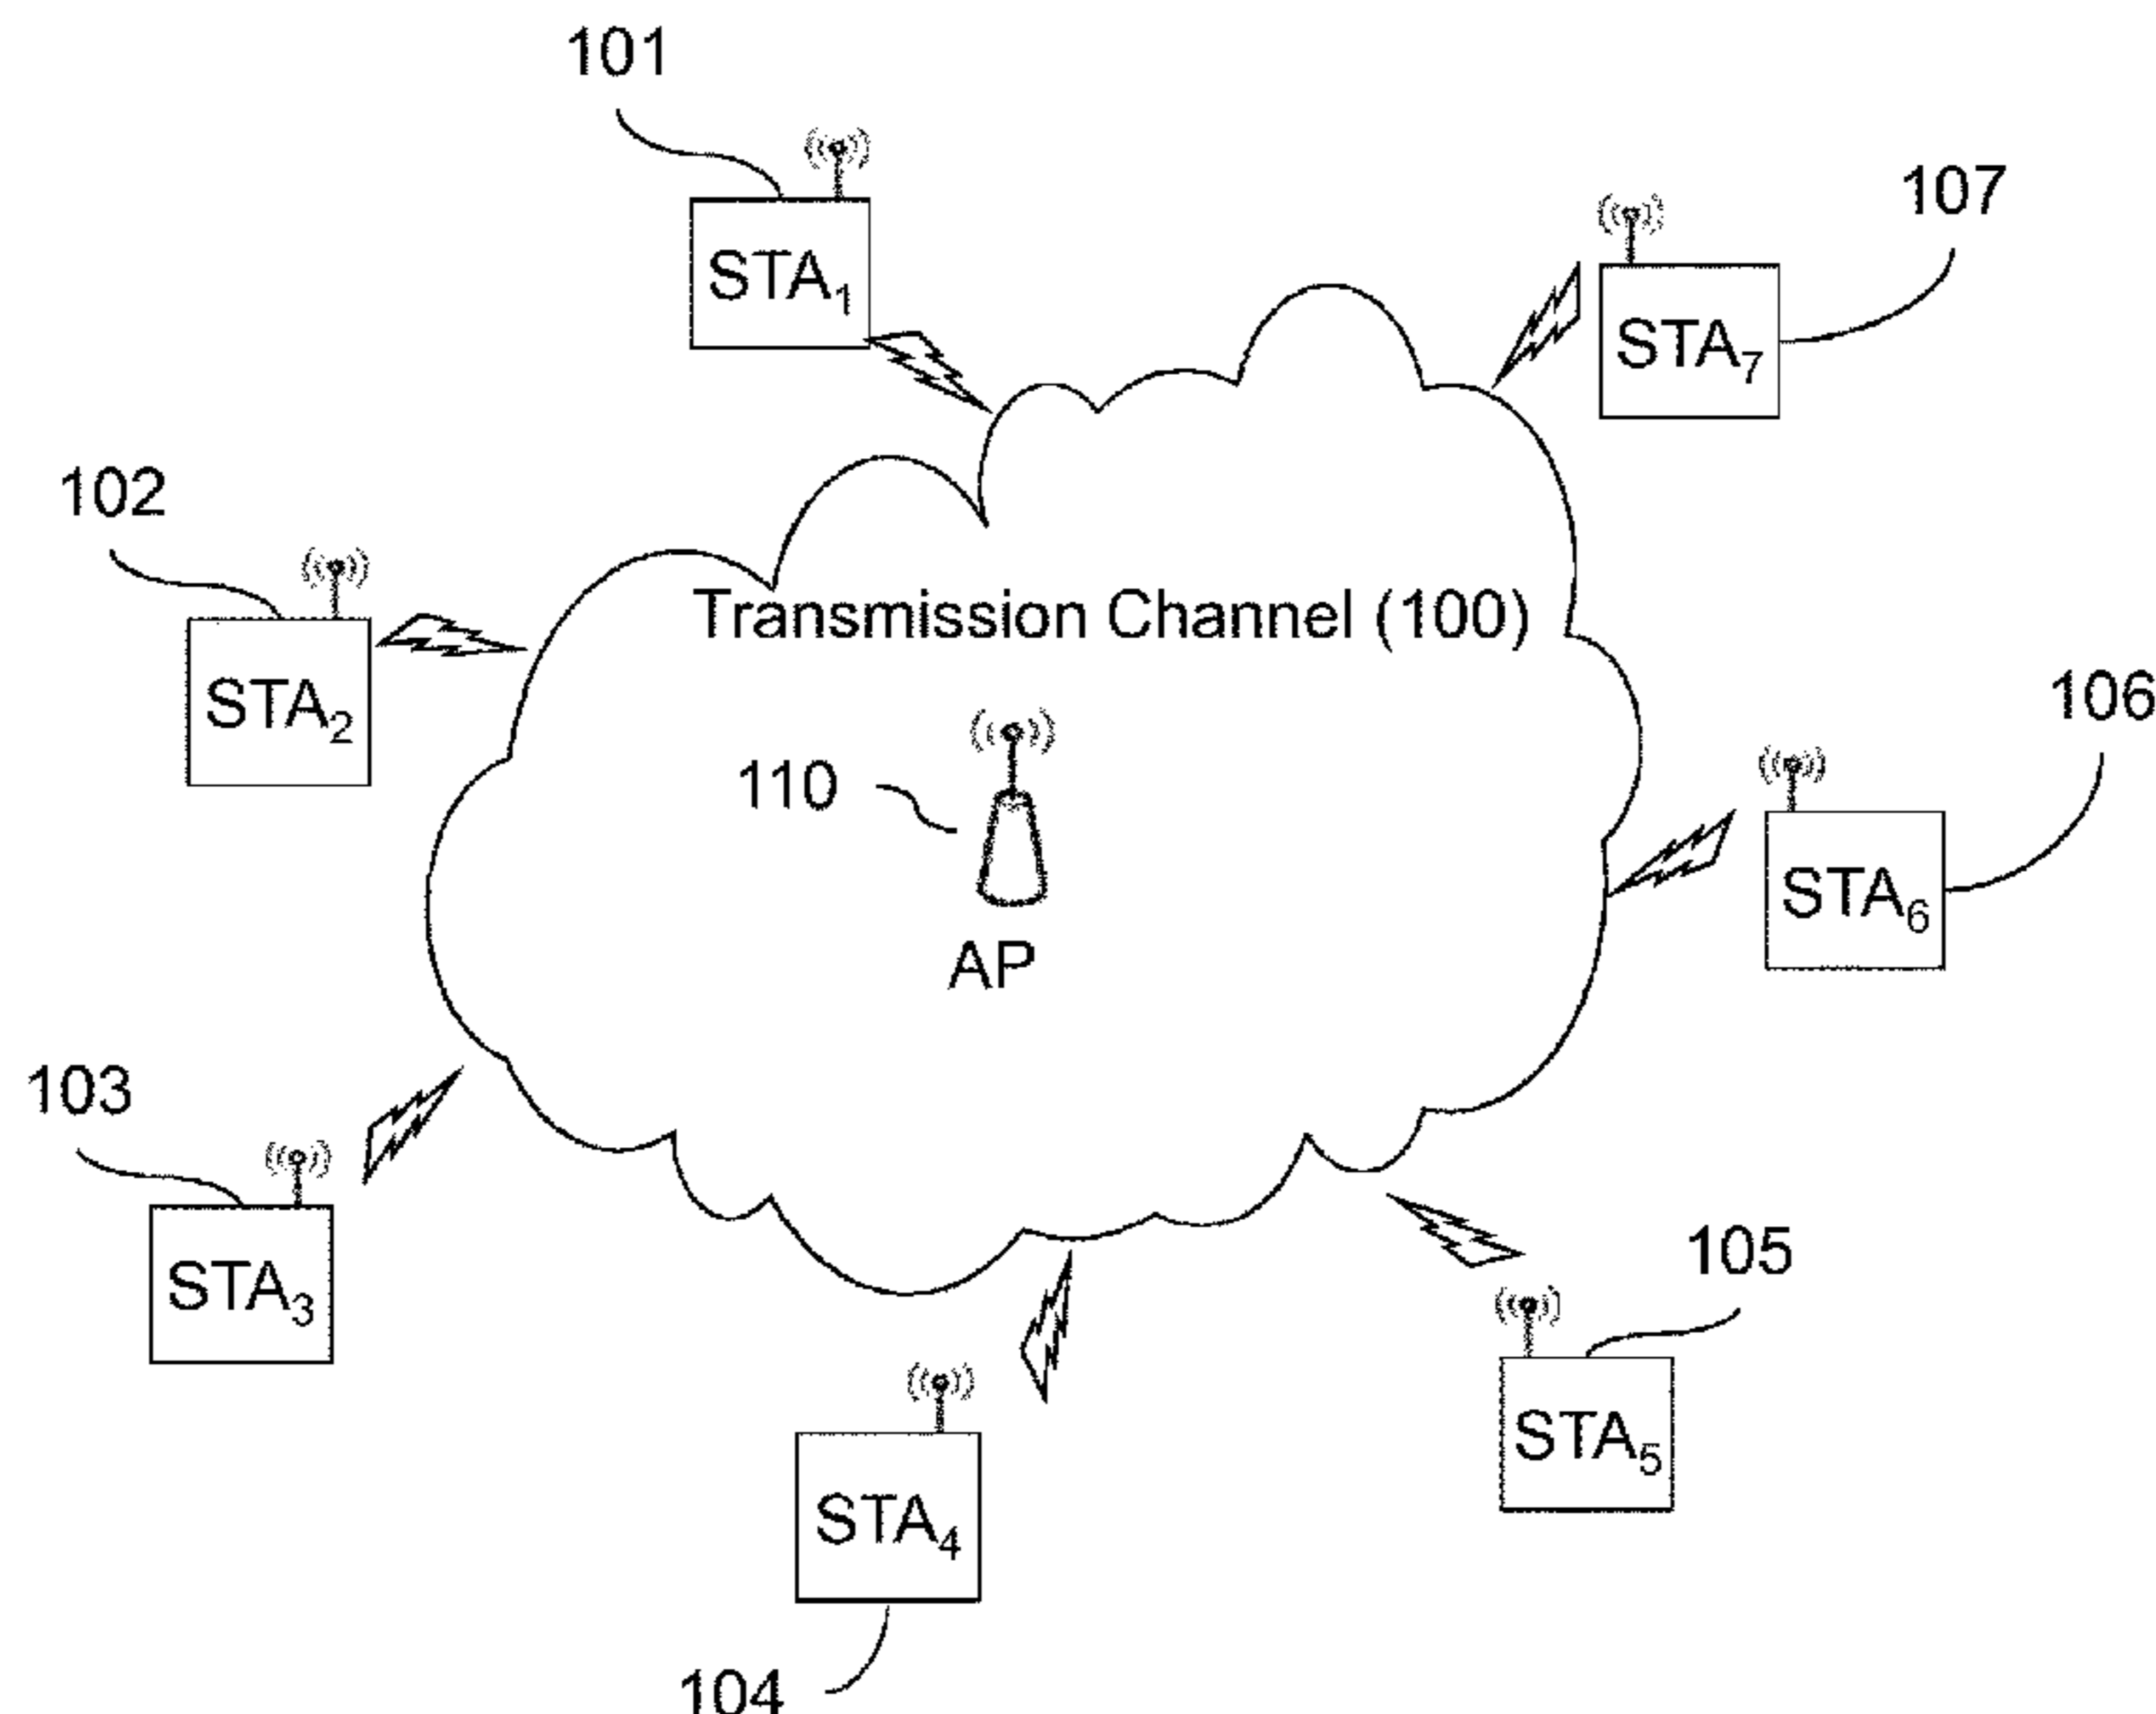 101
STA₁
107
STA₇
102
STA₂
Transmission Channel (100)
106
STA₆
110
AP
103
STA₃
105
STA₅
STA₄
104